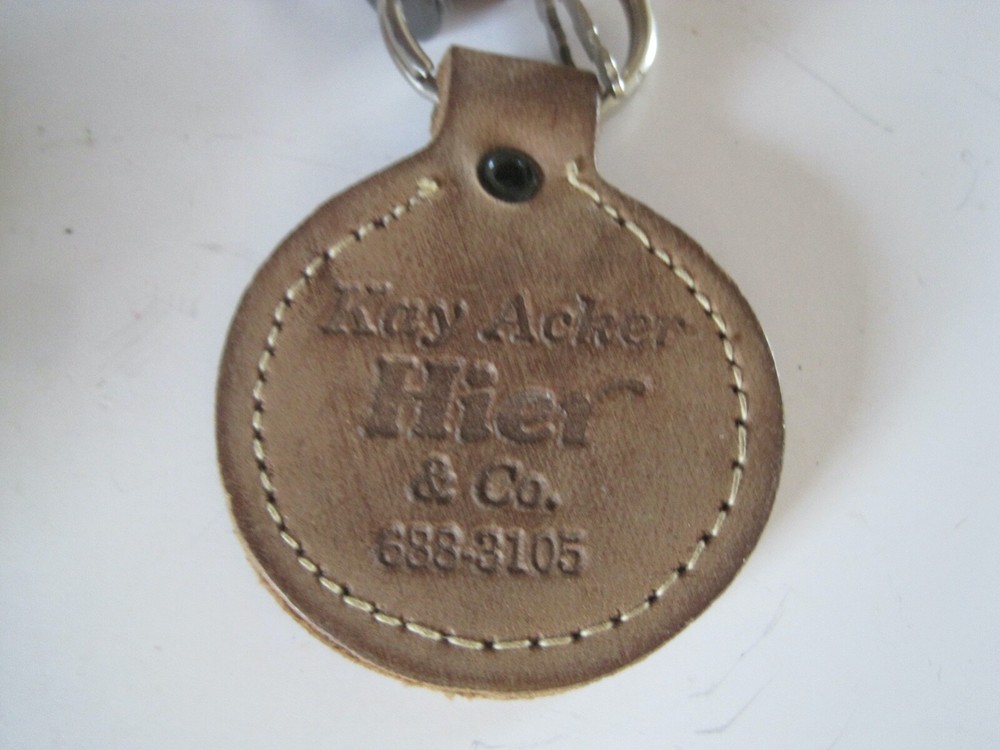 Kay Acker
Hier
& Co.
688-3105